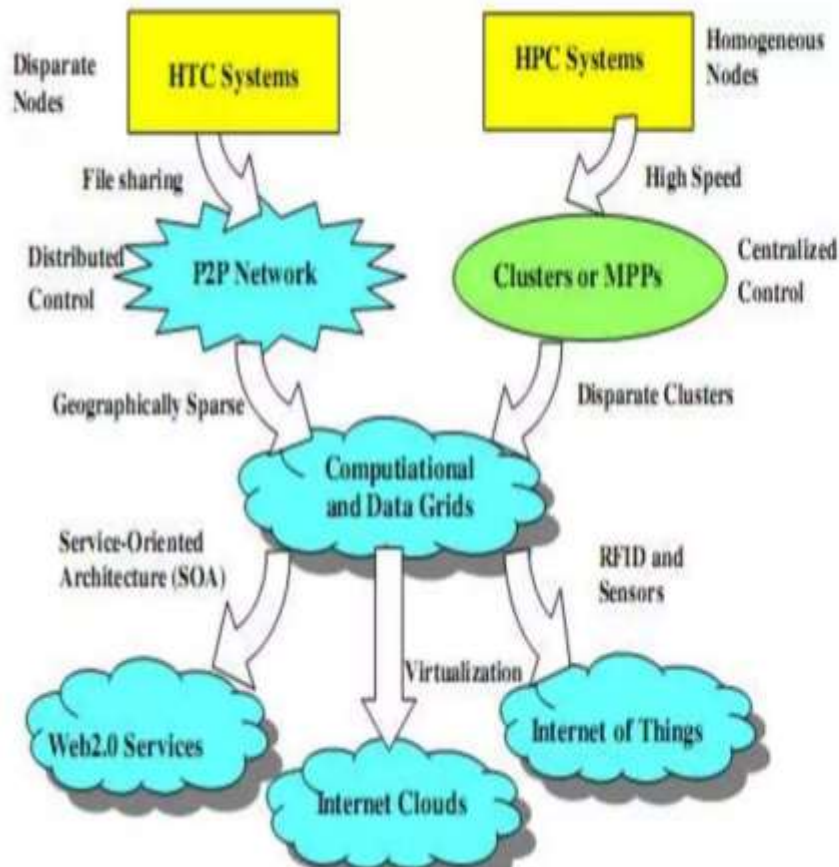 Disparate
Nodes
HTC Systems
HPC Systems
Homogeneous
Nodes
File sharing
High Speed
Distributed
Control
P2P Network
Clusters or MPPs
Centralized
Control
Geographically Sparse
Disparate Clusters
Computiational
and Data Grids
Service-Oriented
Architecture (SOA)
RFID and
Sensors
Virtualization
Web2.0 Services
Internet of Things
Internet Clouds